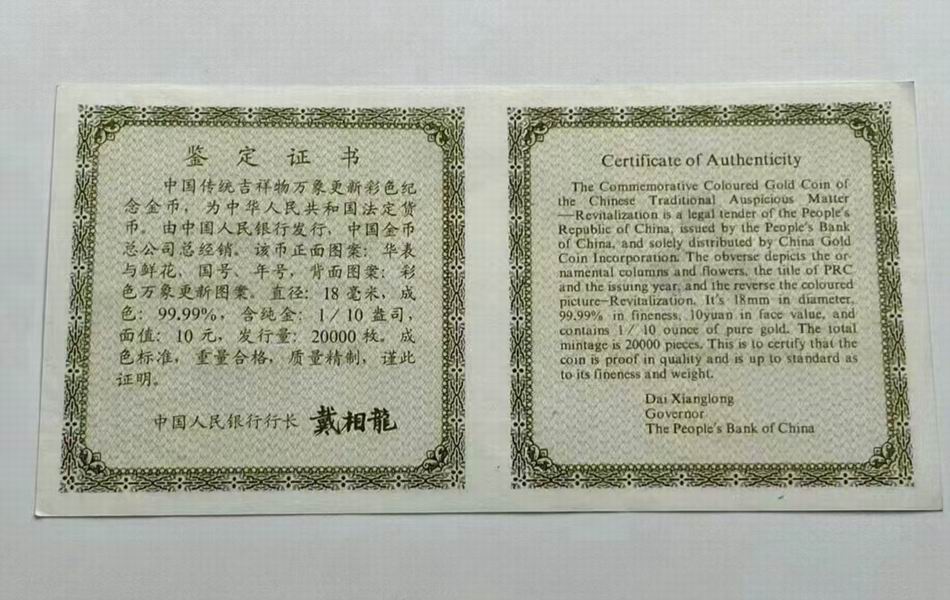 鉴定证书
中国传统吉祥物万象更新彩色纪
念金币，为中华人民共和国法定货
币。由中国人民银行发行，中国金币
总公司总经销。该币正面图案：华表
与鲜花、国号、年号，背面图案：彩
色万象更新图案。直径：18毫米，成
色：99.99%，含纯金：1/10盎司，
面值：10元，发行量：20000枚。成
色标准，重量合格，质量精制，谨此
证明。
中国人民银行行长 戴相龍
Certificate of Authenticity
The Commemorative Coloured Gold Coin of
the Chinese Traditional Auspicious Matter
—Revitalization is a legal tender of the People's
Republic of China, issued by the People's Bank
of China, and solely distributed by China Gold
Coin Incorporation. The obverse depicts the or-
namental columns and flowers, the title of PRC
and the issuing year, and the reverse the coloured
picture—Revitalization. It's 18mm in diameter,
99.99% in fineness, 10yuan in face value, and
contains 1/10 ounce of pure gold. The total
mintage is 20000 pieces. This is to certify that the
coin is proof in quality and is up to standard as
to its fineness and weight.
Dai Xianglong
Governor
The People's Bank of China